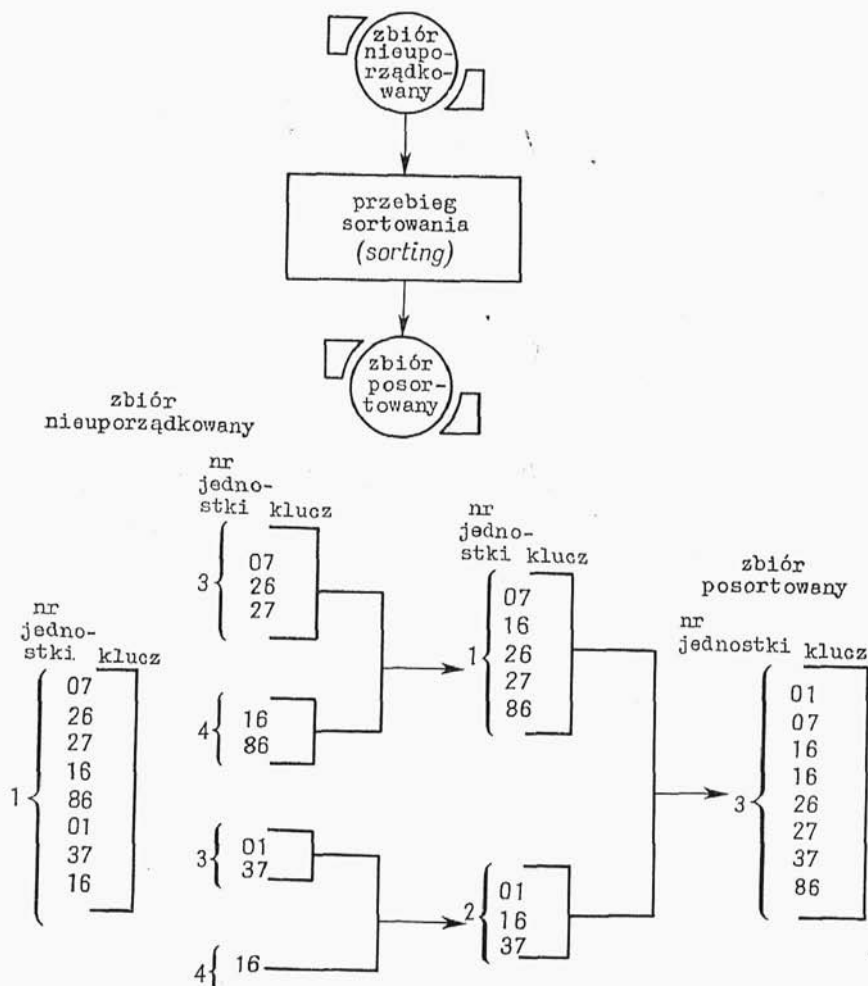 zbiór
nieupo-
rządko-
wany
przebieg
sortowania
(sorting)
zbiór
posor-
towany
zbiór
nieuporządkowany
nr
jedno-
stki klucz
3
07
26
27
4
16
86
3
01
37
4
16
nr
jedno-
stki klucz
1
07
26
27
16
86
01
37
16
nr
jedno-
stki klucz
1
07
16
26
27
86
2
01
16
37
zbiór
posortowany
nr
jednostki klucz
3
01
07
16
16
26
27
37
86